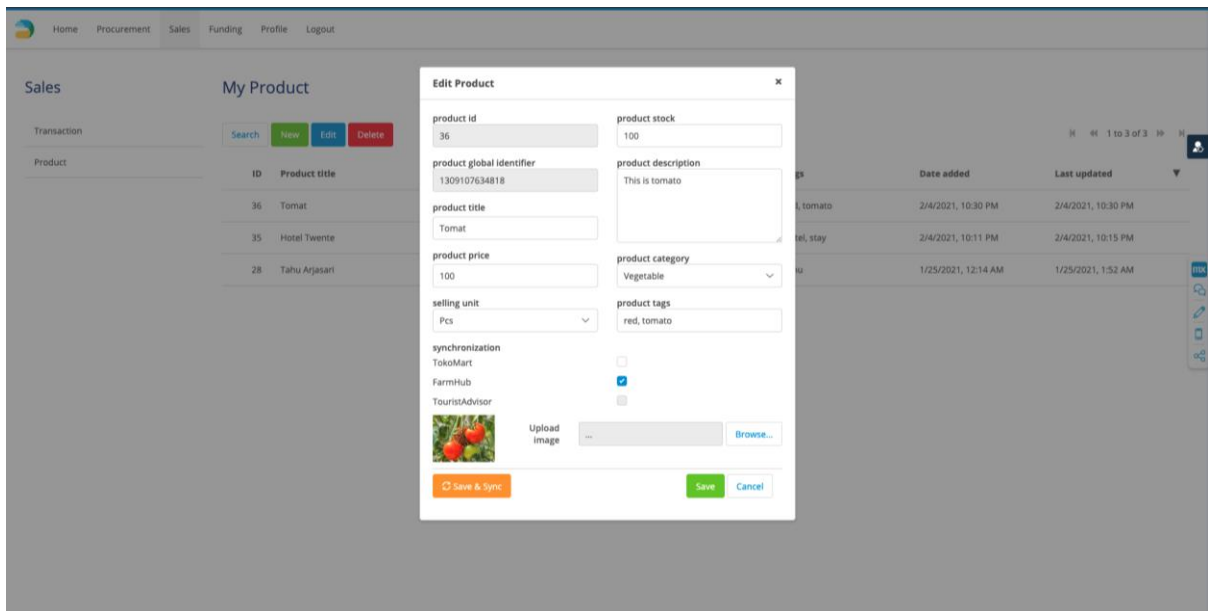 Home Procurement Sales Funding Profile Logout
Sales
Transaction
Product
My Product
Search New Edit Delete
1 to 3 of 3
ID Product title Date added Last updated
36 Tomat tomato 2/4/2021, 10:30 PM 2/4/2021, 10:30 PM
35 Hotel Twente stay 2/4/2021, 10:11 PM 2/4/2021, 10:15 PM
28 Tahu Arjasari 1/25/2021, 12:14 AM 1/25/2021, 1:52 AM
Edit Product ×
product id
36
product global identifier
1309107634818
product title
Tomat
product price
100
selling unit
Pcs
product stock
100
product description
This is tomato
product category
Vegetable
product tags
red, tomato
synchronization
TokoMart
FarmHub
TouristAdvisor
Upload image
... Browse...
Save & Sync Save Cancel